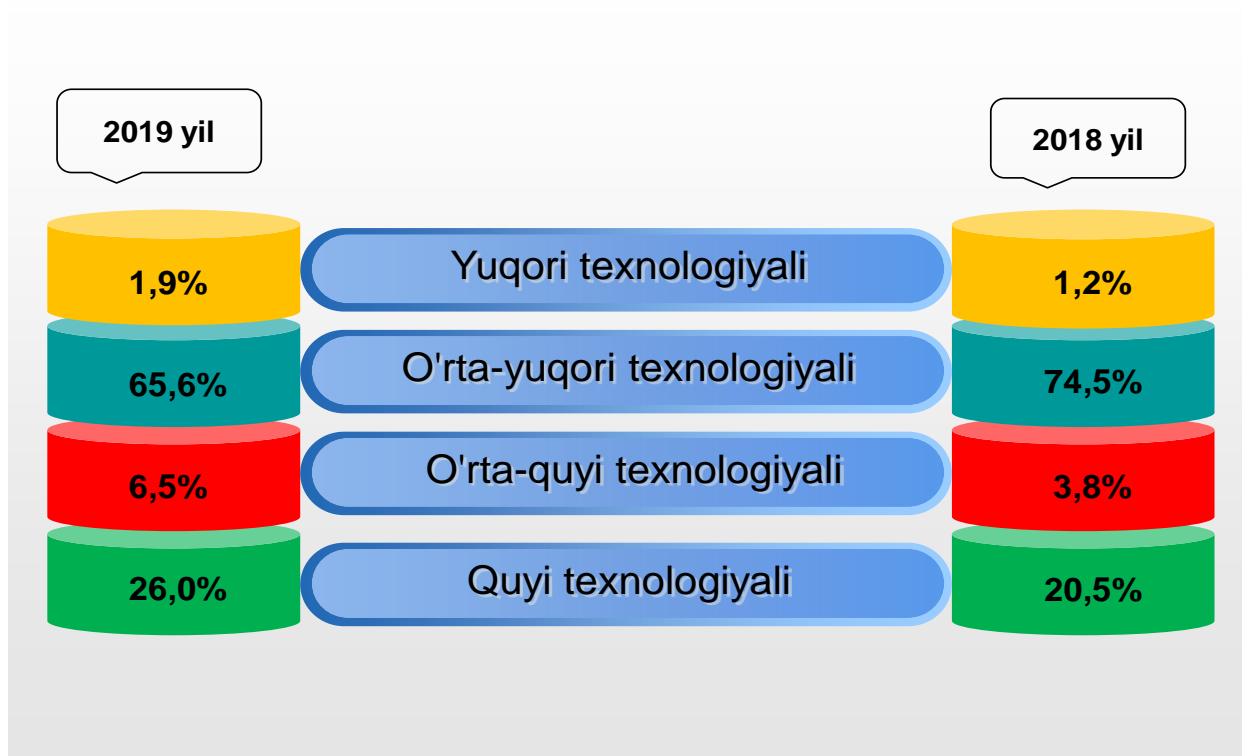 2019 yil
2018 yil
1,9%
Yuqori texnologiyali
1,2%
65,6%
O'rta-yuqori texnologiyali
74,5%
6,5%
O'rta-quyi texnologiyali
3,8%
26,0%
Quyi texnologiyali
20,5%